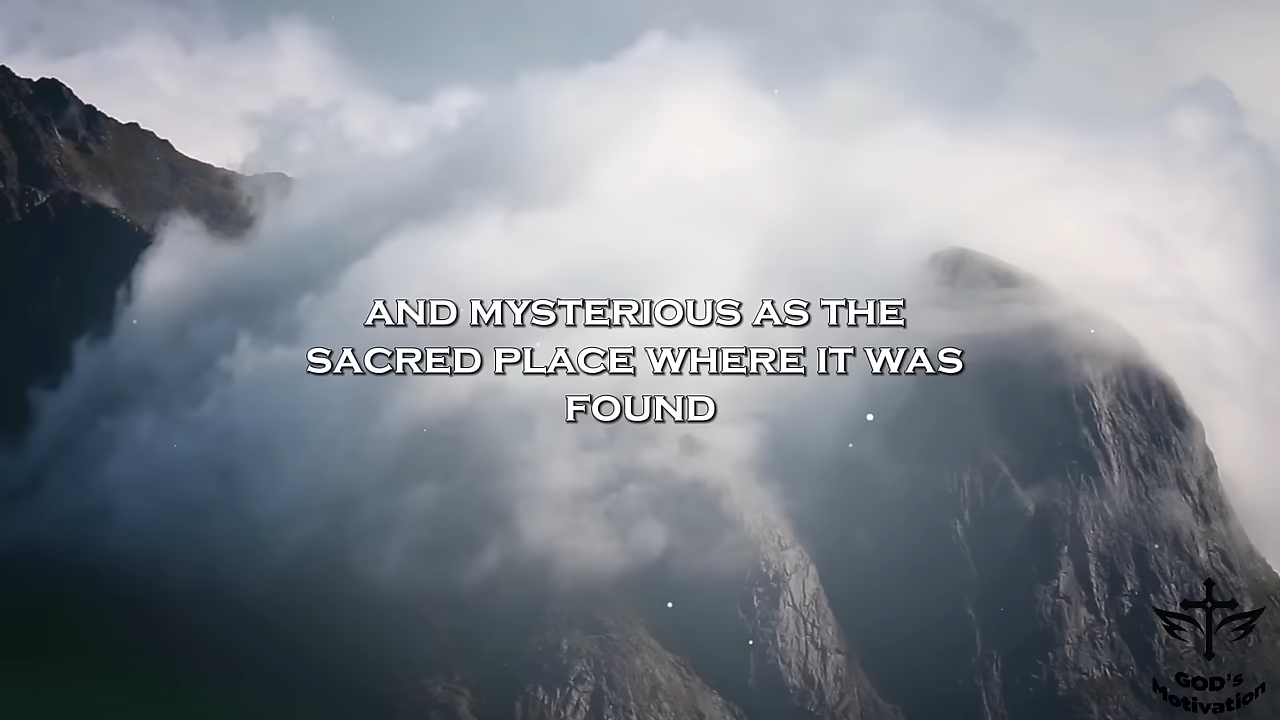 AND MYSTERIOUS AS THE
SACRED PLACE WHERE IT WAS
FOUND
GOD's
Motivation